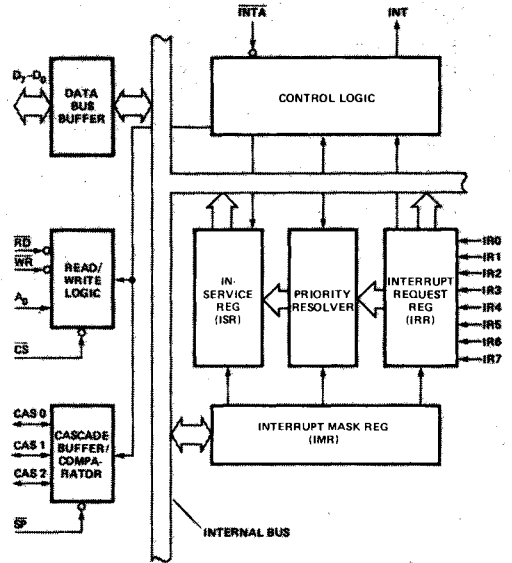 INTA
INT
D7-D0
DATA
BUS
BUFFER
CONTROL LOGIC
RD
WR
A0
CS
READ/
WRITE
LOGIC
IN-
SERVICE
REG
(ISR)
PRIORITY
RESOLVER
INTERRUPT
REQUEST
REG
(IRR)
IR0
IR1
IR2
IR3
IR4
IR5
IR6
IR7
CAS 0
CAS 1
CAS 2
SP
CASCADE
BUFFER/
COMPA-
RATOR
INTERRUPT MASK REG
(IMR)
INTERNAL BUS